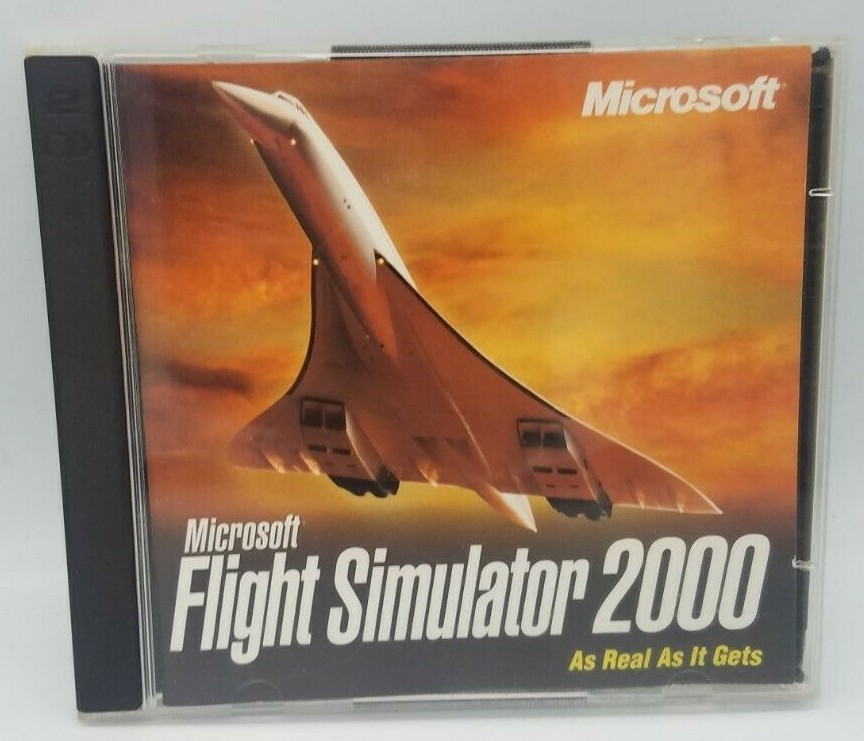 Microsoft®
Microsoft®
Flight Simulator 2000
As Real As It Gets